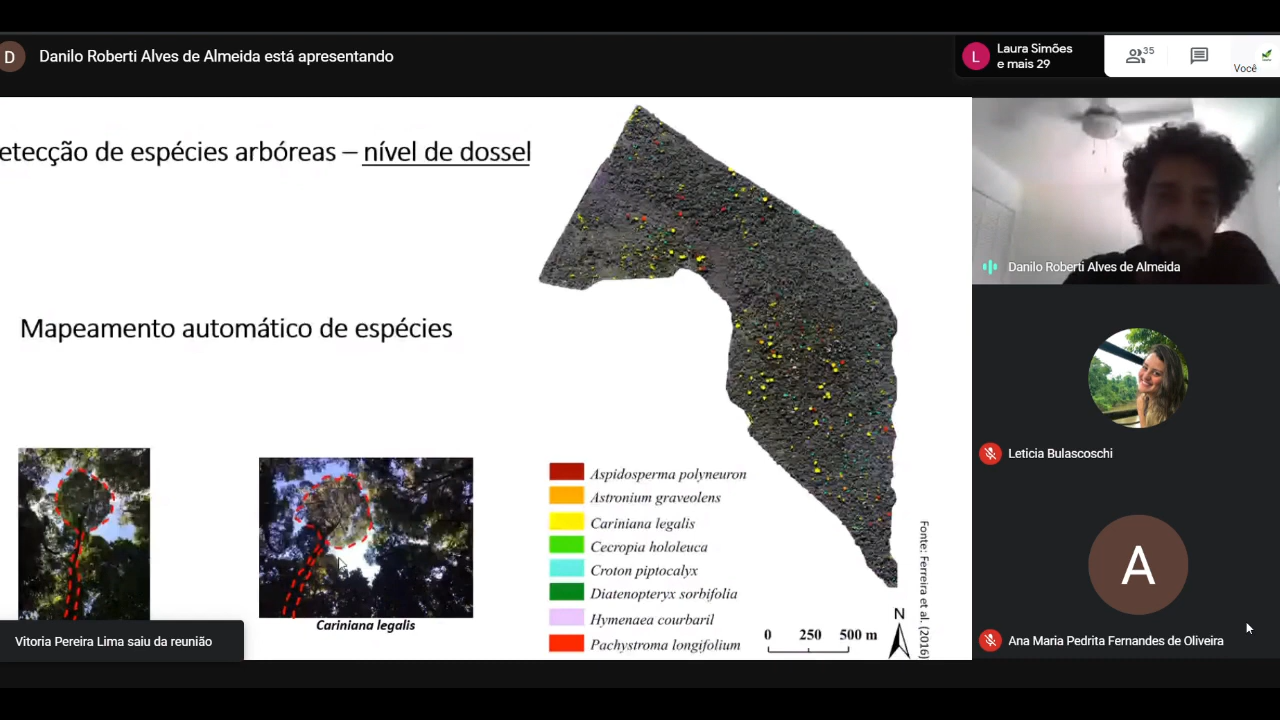 D
Danilo Roberti Alves de Almeida está apresentando
L
Laura Simões
e mais 29
35
Você
etecção de espécies arbóreas – nível de dossel
Mapeamento automático de espécies
Cariniana legalis
Aspidosperma polyneuron
Astronium graveolens
Cariniana legalis
Cecropia hololeuca
Croton piptocalyx
Diatenopteryx sorbifolia
Hymenaea courbaril
Pachystroma longifolium
0 250 500 m
N
Fonte: Ferreira et al. (2016)
Vitoria Pereira Lima saiu da reunião
Danilo Roberti Alves de Almeida
Leticia Bulascoschi
A
Ana Maria Pedrita Fernandes de Oliveira